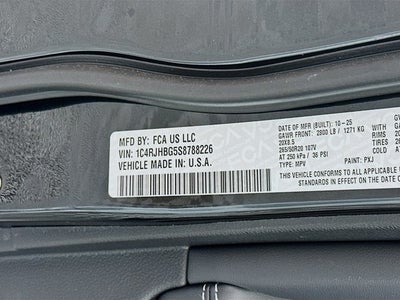 MFD BY: FCA US LLC
VIN: 1C4RJHBG5S8788226
VEHICLE MADE IN U.S.A.
DATE OF MFR (BUILT): 10-25
GAWR FRONT: 2800 LB / 1271 KG
20X8.5
265/50R20 107V
AT 250 kPa / 36 PSI
TYPE: MPV
PAINT: PXJ
THIS VEHICLE CONFORMS TO ALL
STANDARDS IN EFFECT ON THE DATE